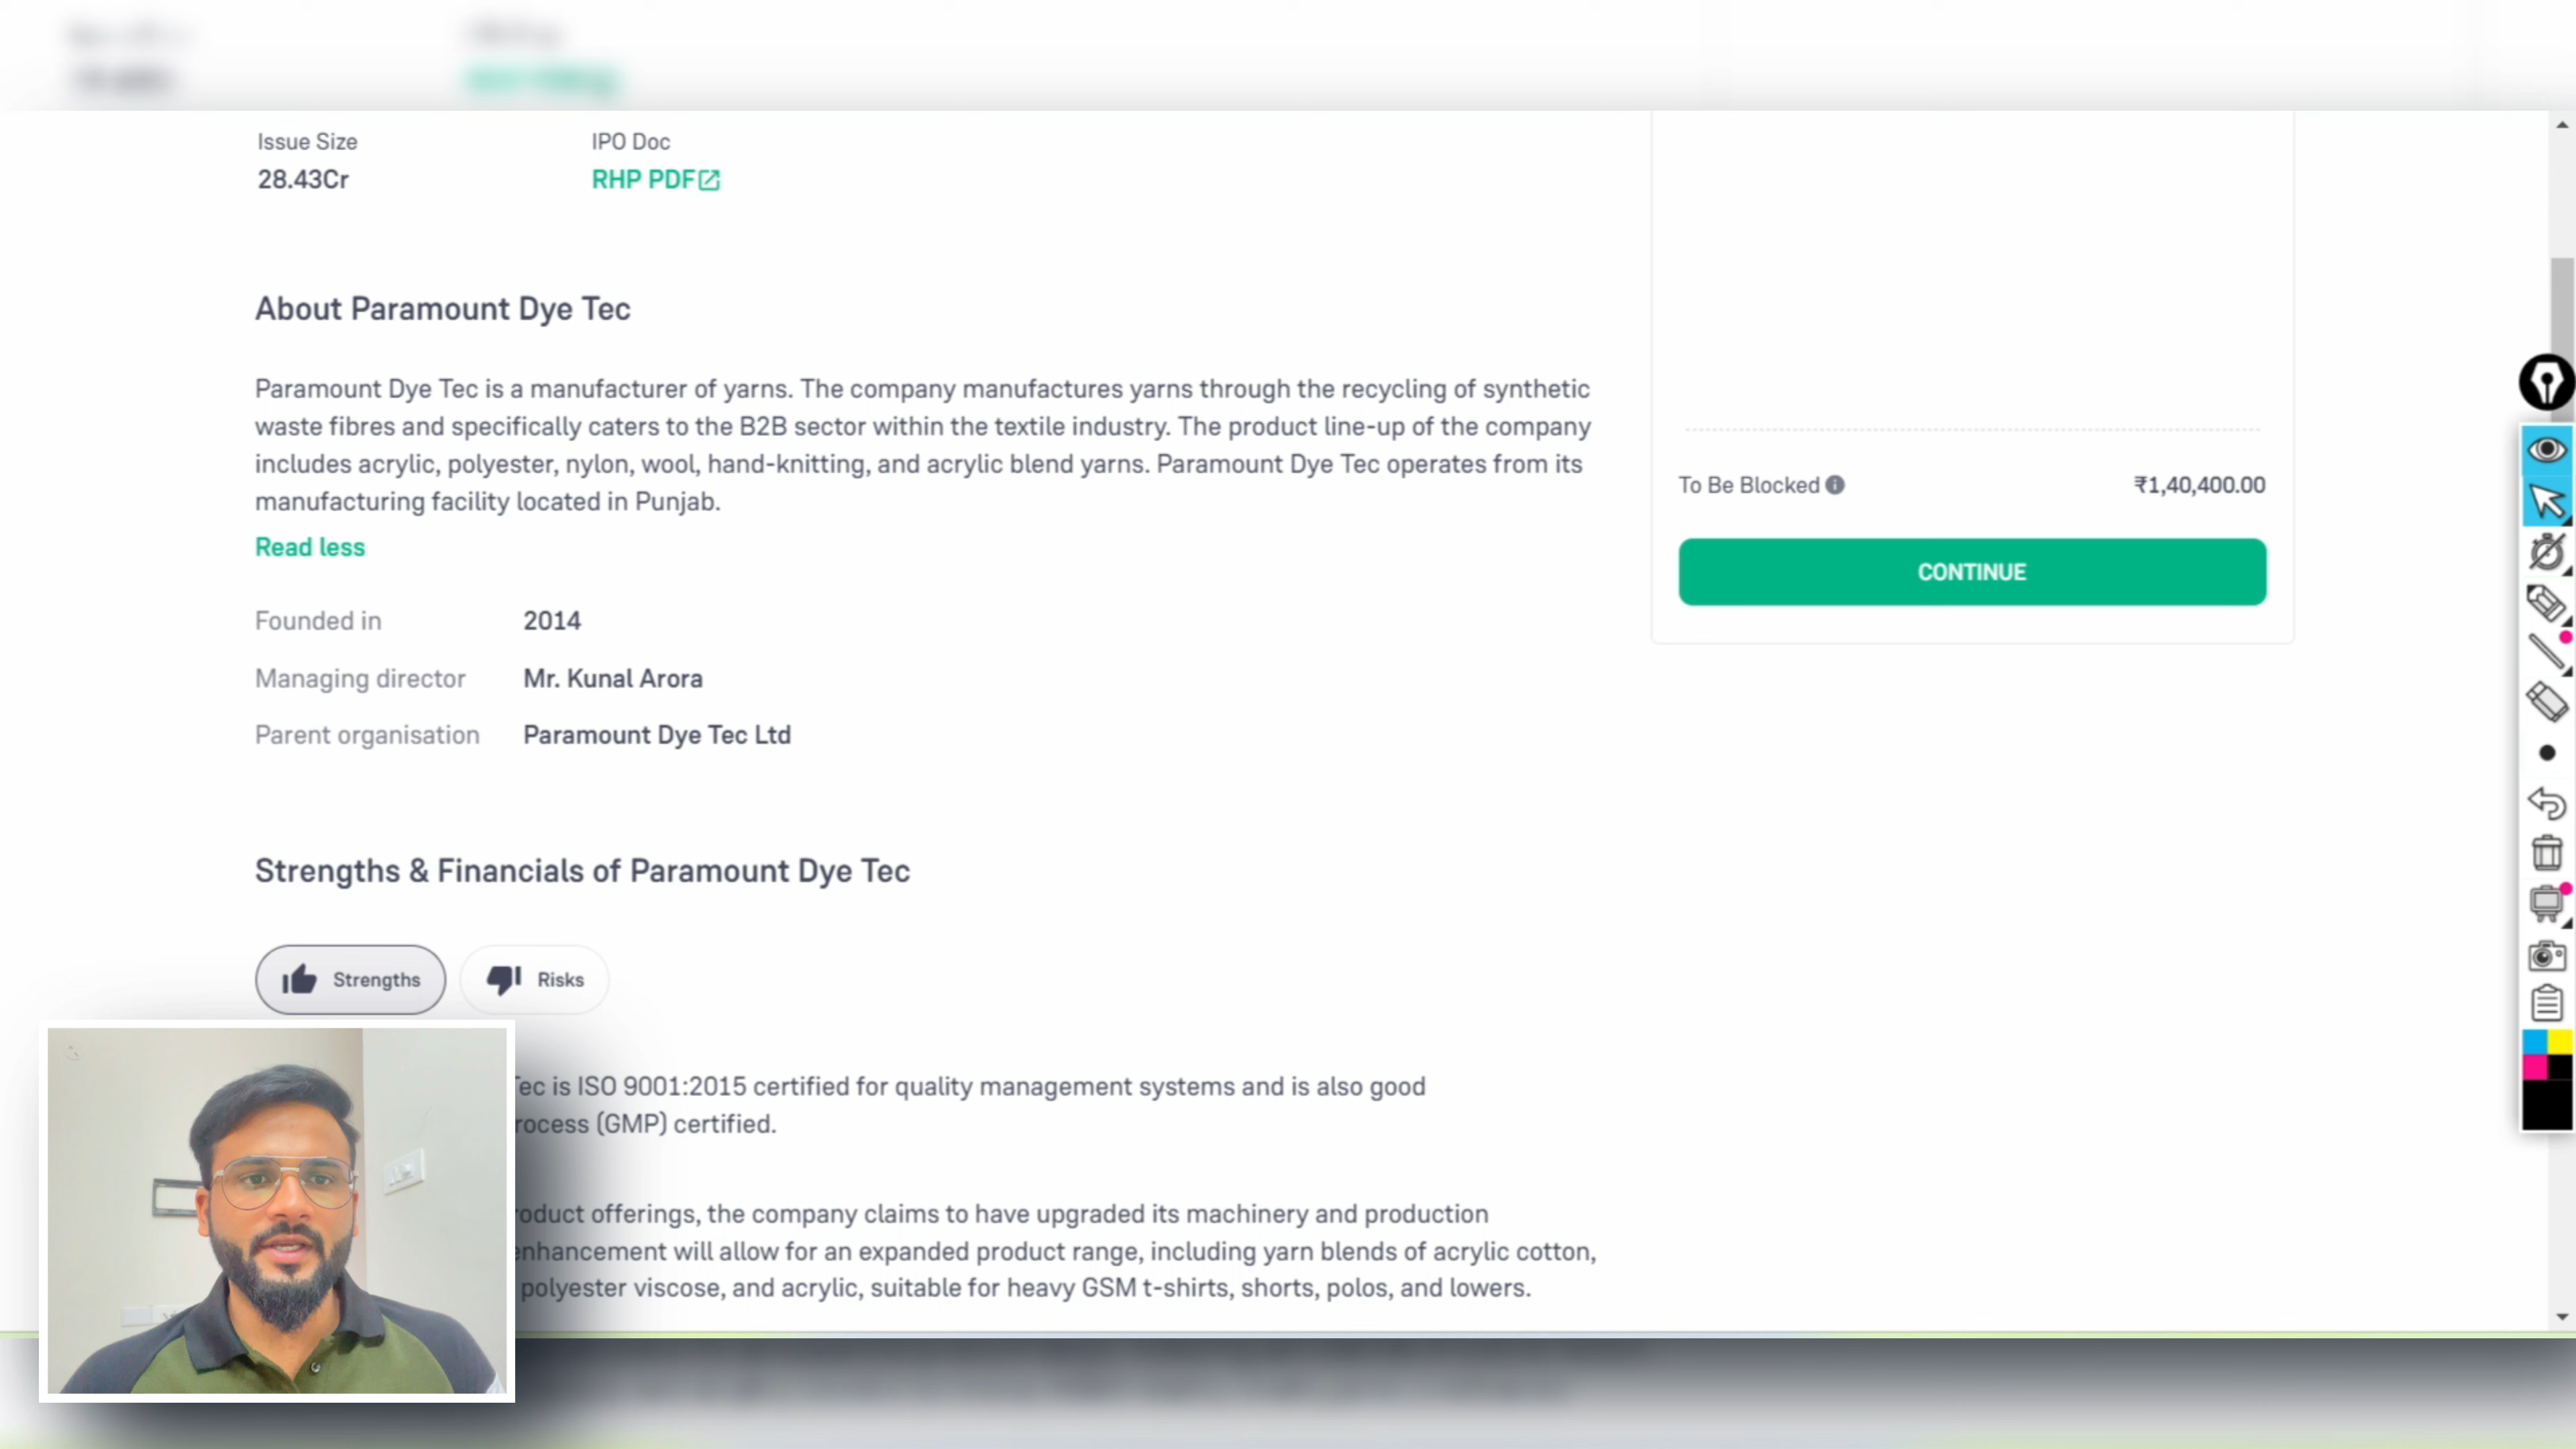 Issue Size
IPO Doc
28.43Cr
RHP PDF
About Paramount Dye Tec
Paramount Dye Tec is a manufacturer of yarns. The company manufactures yarns through the recycling of synthetic
waste fibres and specifically caters to the B2B sector within the textile industry. The product line-up of the company
includes acrylic, polyester, nylon, wool, hand-knitting, and acrylic blend yarns. Paramount Dye Tec operates from its
manufacturing facility located in Punjab.
Read less
Founded in 2014
Managing director Mr. Kunal Arora
Parent organisation Paramount Dye Tec Ltd
To Be Blocked ₹1,40,400.00
CONTINUE
Strengths & Financials of Paramount Dye Tec
Strengths
Risks
Tec is ISO 9001:2015 certified for quality management systems and is also good
rocess (GMP) certified.
roduct offerings, the company claims to have upgraded its machinery and production
enhancement will allow for an expanded product range, including yarn blends of acrylic cotton,
polyester viscose, and acrylic, suitable for heavy GSM t-shirts, shorts, polos, and lowers.